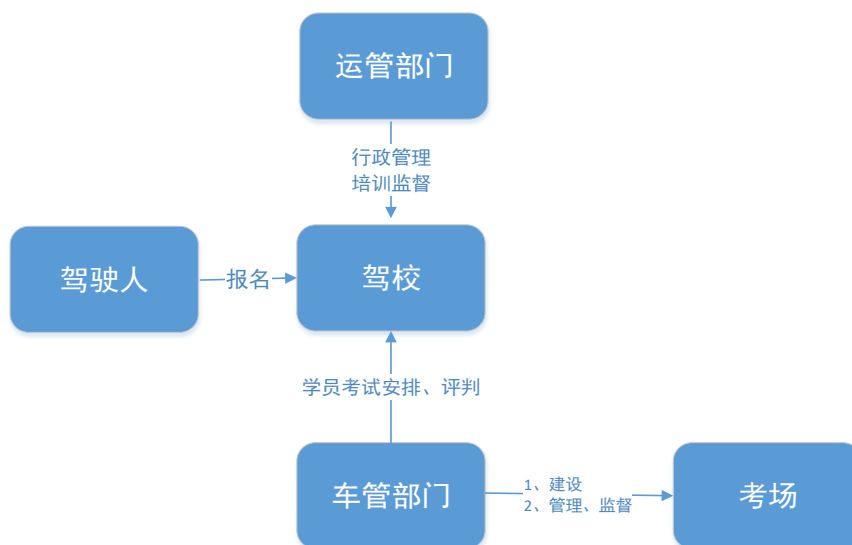 运管部门
行政管理
培训监督
驾驶人
报名
驾校
学员考试安排、评判
车管部门
1、建设
2、管理、监督
考场